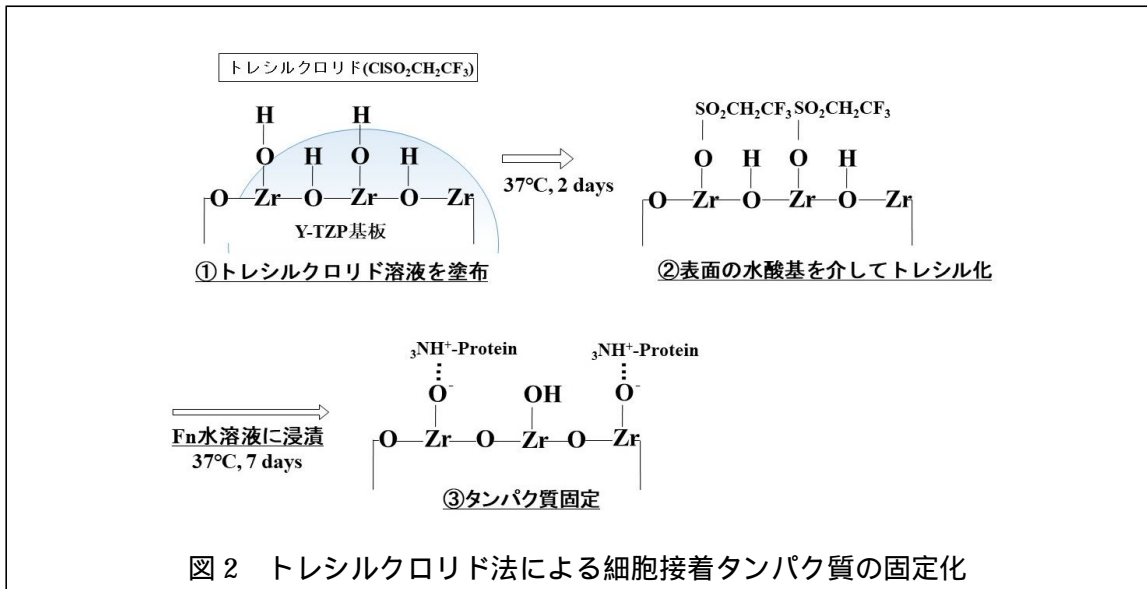 トレシルクロリド(ClSO₂CH₂CF₃)
H H
H H
O O
O Zr O Zr O Zr
Y-TZP基板
①トレシルクロリド溶液を塗布
37°C, 2 days
SO₂CH₂CF₃ SO₂CH₂CF₃
O H O H
O Zr O Zr O Zr
②表面の水酸基を介してトレシル化
Fn水溶液に浸漬
37°C, 7 days
₃NH⁺-Protein ₃NH⁺-Protein
O⁻ OH O⁻
O Zr O Zr O Zr
③タンパク質固定
図2 トレシルクロリド法による細胞接着タンパク質の固定化